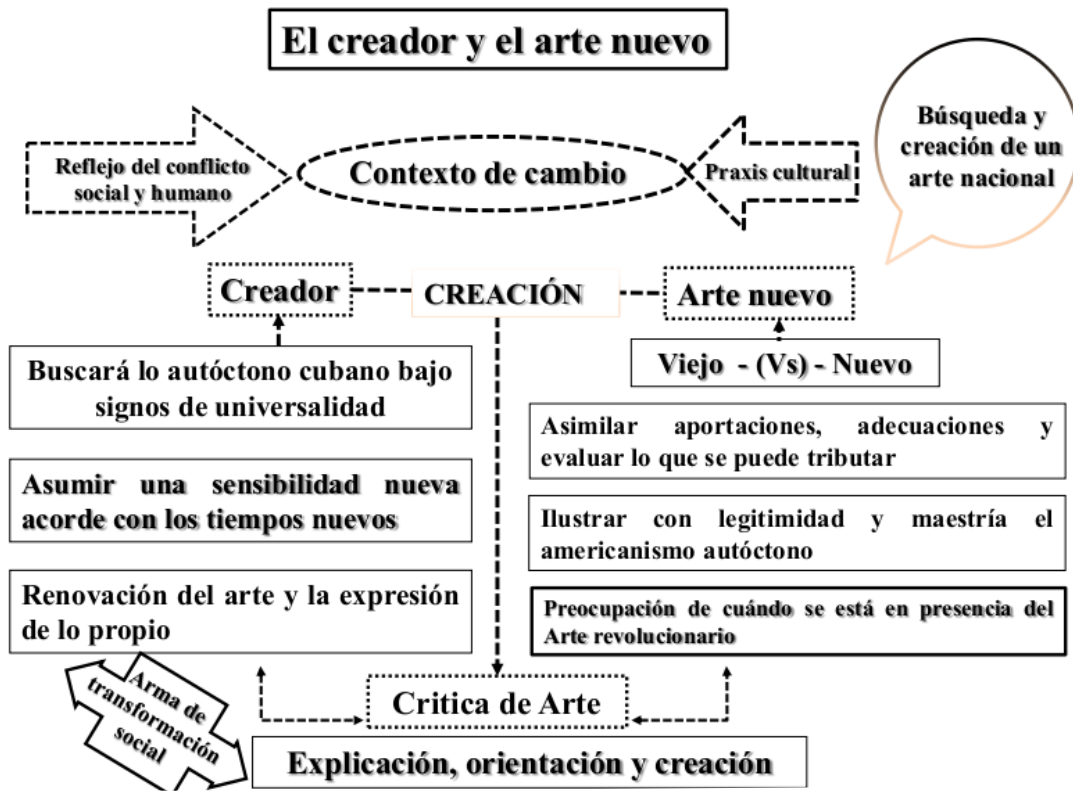 El creador y el arte nuevo
Búsqueda y
creación de un
arte nacional
Reflejo del conflicto
social y humano
Contexto de cambio
Praxis cultural
Creador
CREACIÓN
Arte nuevo
Buscará lo autóctono cubano bajo
signos de universalidad
Viejo - (Vs) - Nuevo
Asimilar aportaciones, adecuaciones y
evaluar lo que se puede tributar
Asumir una sensibilidad nueva
acorde con los tiempos nuevos
Ilustrar con legitimidad y maestría el
americanismo autóctono
Renovación del arte y la expresión
de lo propio
Preocupación de cuándo se está en presencia del
Arte revolucionario
Arma de
transformación
social
Critica de Arte
Explicación, orientación y creación